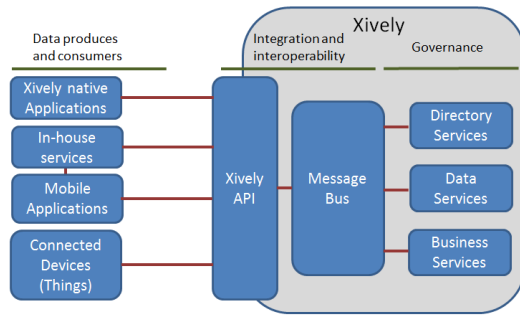 Xively
Data produces
and consumers
Integration and
interoperability
Governance
Xively native
Applications
In-house
services
Mobile
Applications
Connected
Devices
(Things)
Xively
API
Message
Bus
Directory
Services
Data
Services
Business
Services